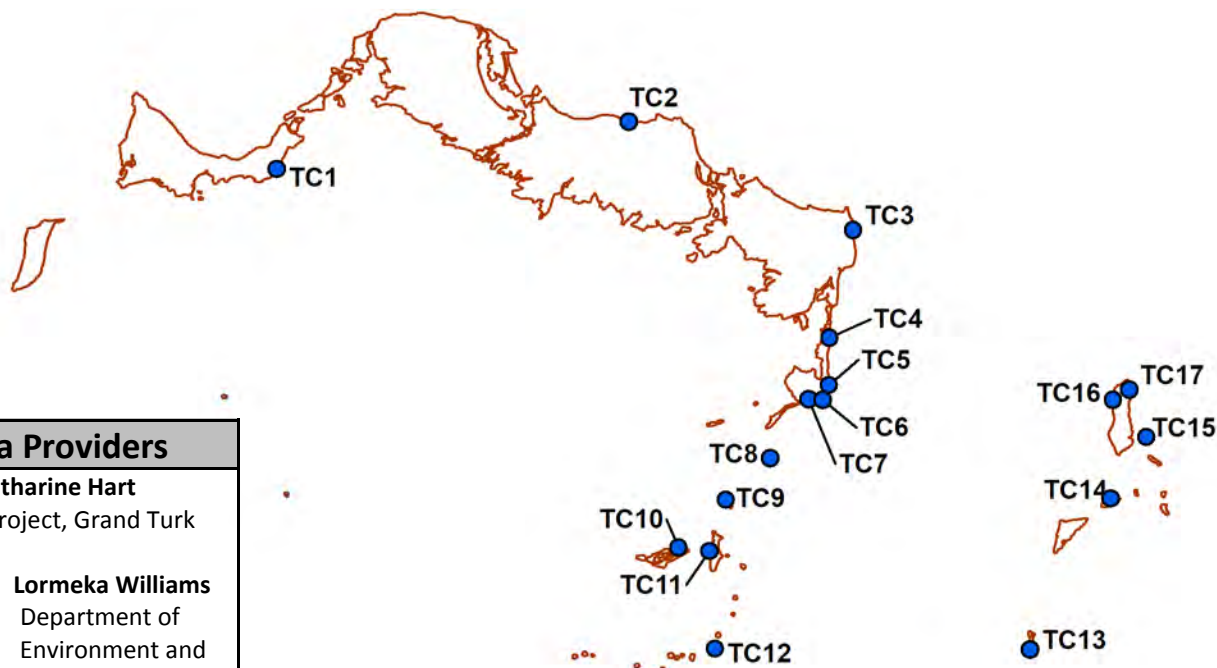 TC2
TC1
TC3
TC4
TC5
TC17
TC16
TC6
TC15
TC8
TC7
TC14
TC9
TC10
TC11
TC13
TC12
a Providers
tharine Hart
roject, Grand Turk
Lormeka Williams
Department of
Environment and